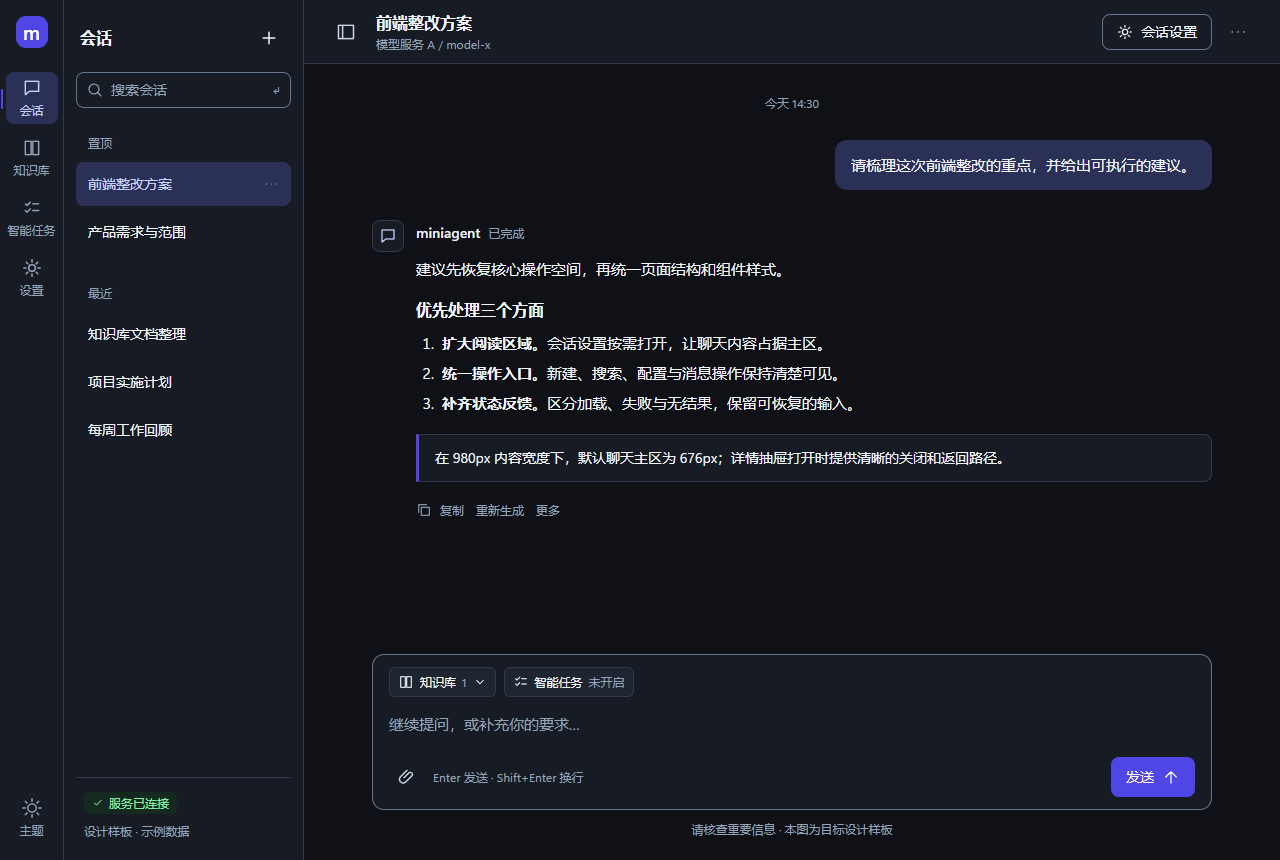 m
会话
知识库
智能任务
设置
主题
会话
搜索会话
置顶
前端整改方案
产品需求与范围
最近
知识库文档整理
项目实施计划
每周工作回顾
服务已连接
设计样板 · 示例数据
前端整改方案
模型服务 A / model-x
会话设置
今天 14:30
请梳理这次前端整改的重点，并给出可执行的建议。
miniagent 已完成
建议先恢复核心操作空间，再统一页面结构和组件样式。
优先处理三个方面
1. 扩大阅读区域。会话设置按需打开，让聊天内容占据主区。
2. 统一操作入口。新建、搜索、配置与消息操作保持清楚可见。
3. 补齐状态反馈。区分加载、失败与无结果，保留可恢复的输入。
在 980px 内容宽度下，默认聊天主区为 676px；详情抽屉打开时提供清晰的关闭和返回路径。
复制 重新生成 更多
知识库 1 智能任务 未开启
继续提问，或补充你的要求...
Enter 发送 · Shift+Enter 换行
发送
请核查重要信息 · 本图为目标设计样板